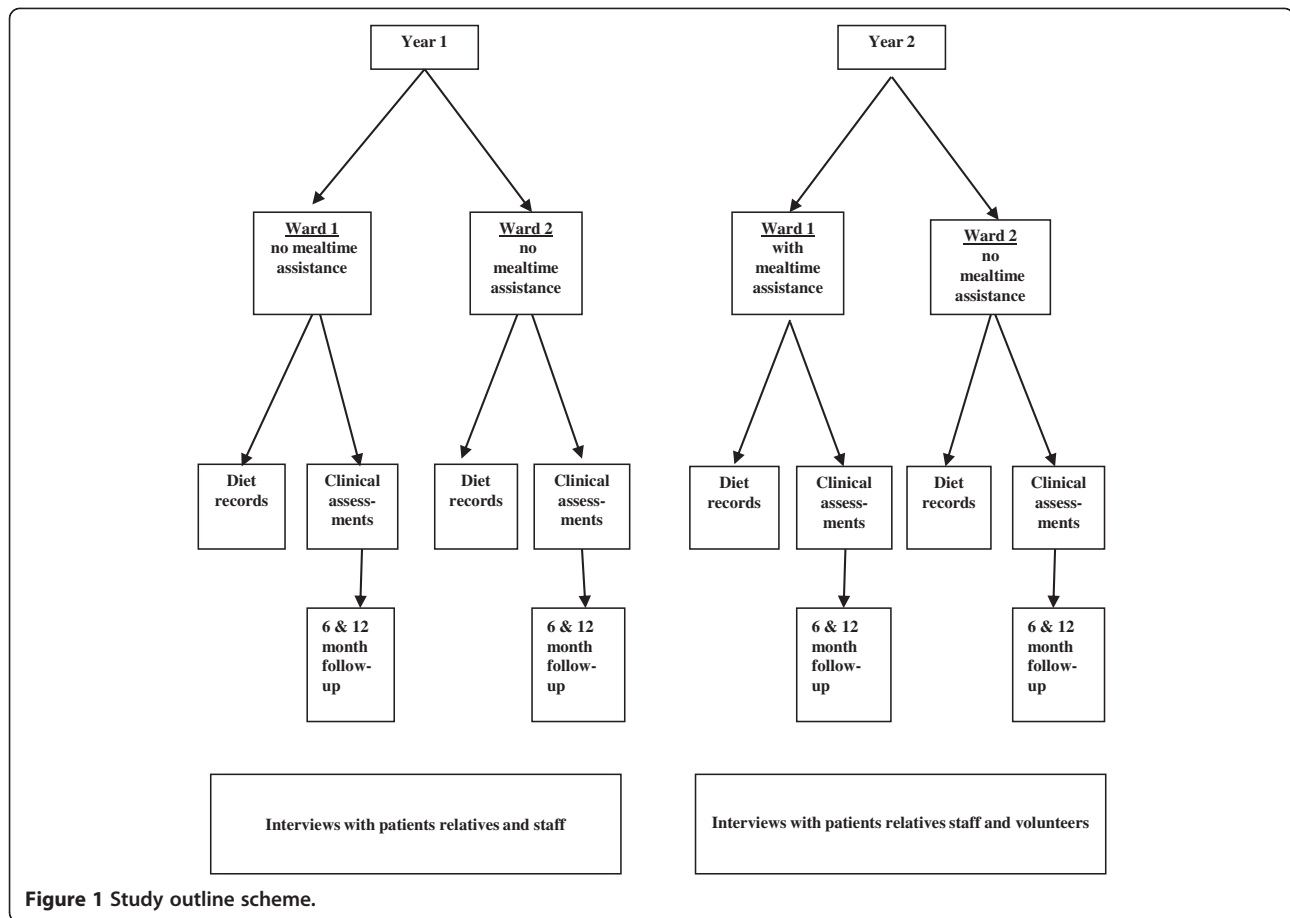 Year 1
Year 2
Ward 1
no mealtime
assistance
Ward 2
no
mealtime
assistance
Ward 1
with
mealtime
assistance
Ward 2
no
mealtime
assistance
Diet
records
Clinical
assess-
ments
Diet
records
Clinical
assess-
ments
Diet
records
Clinical
assess-
ments
Diet
records
Clinical
assess-
ments
6 & 12
month
follow-
up
6 & 12
month
follow-
up
6 & 12
month
follow-
up
6 & 12
month
follow-
up
Interviews with patients relatives and staff
Interviews with patients relatives staff and volunteers
Figure 1 Study outline scheme.